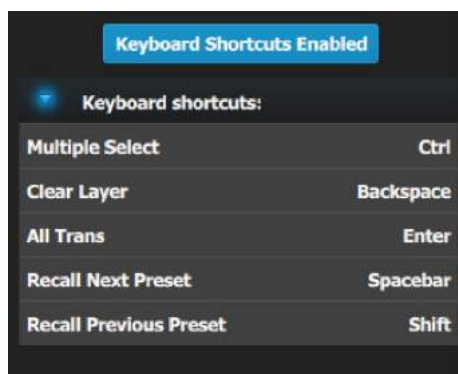 Keyboard Shortcuts Enabled
Keyboard shortcuts:
Multiple Select Ctrl
Clear Layer Backspace
All Trans Enter
Recall Next Preset Spacebar
Recall Previous Preset Shift